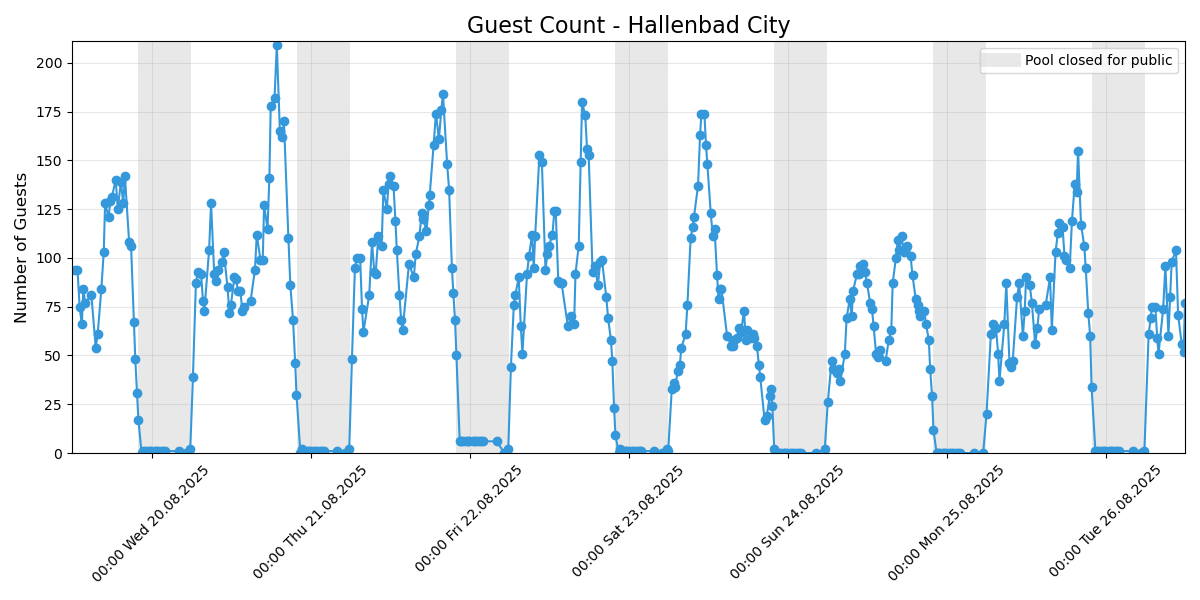 Guest Count - Hallenbad City
Pool closed for public
Number of Guests
200
175
150
125
100
75
50
25
0
00:00 Wed 20.08.2025
00:00 Thu 21.08.2025
00:00 Fri 22.08.2025
00:00 Sat 23.08.2025
00:00 Sun 24.08.2025
00:00 Mon 25.08.2025
00:00 Tue 26.08.2025